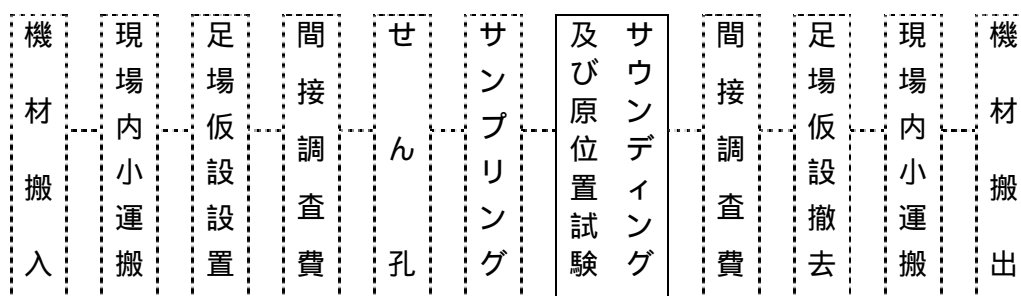 機材搬入
現場内小運搬
足場仮設設置
間接調査費
せん孔
サンプリング
サウンディング
及び原位置試験
間接調査費
足場仮設撤去
現場内小運搬
機材搬出